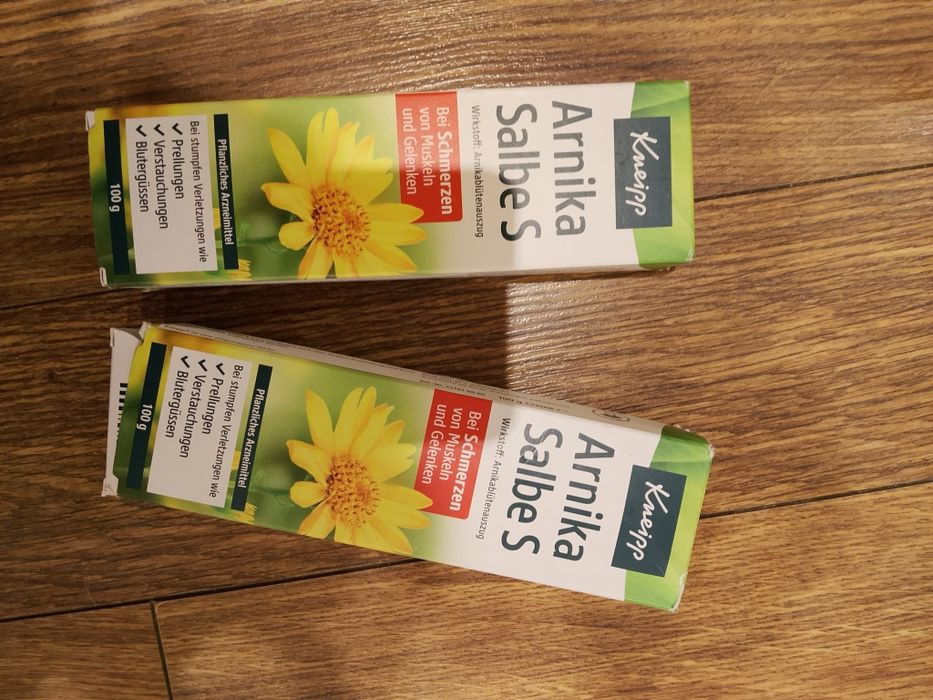 Kneipp
Arnika
Salbe S
Wirkstoff: Arnikablütenauszug
Bei Schmerzen
von Muskeln
und Gelenken
Pflanzliches Arzneimittel
Bei stumpfen Verletzungen wie
✓ Prellungen
✓ Verstauchungen
✓ Blutergüssen
100 g
Kneipp
Arnika
Salbe S
Wirkstoff: Arnikablütenauszug
Bei Schmerzen
von Muskeln
und Gelenken
Pflanzliches Arzneimittel
Bei stumpfen Verletzungen wie
✓ Prellungen
✓ Verstauchungen
✓ Blutergüssen
100 g